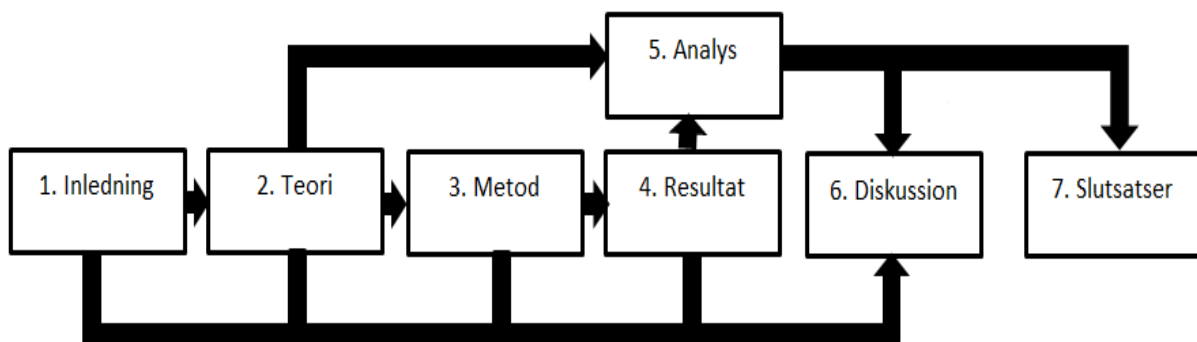 1. Inledning
2. Teori
3. Metod
4. Resultat
5. Analys
6. Diskussion
7. Slutsatser